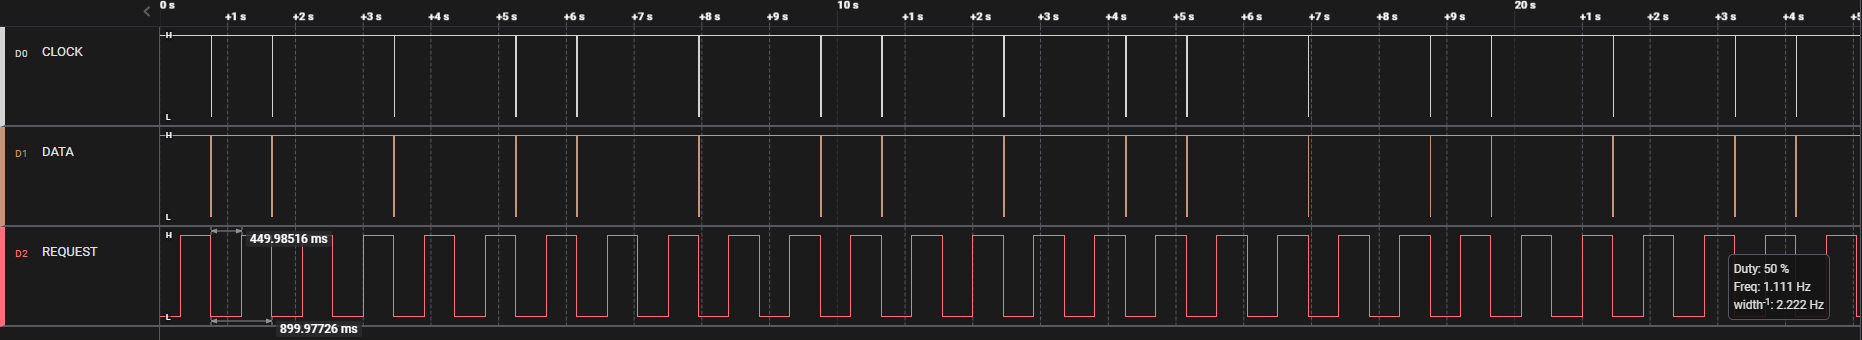 0 s
+1 s +2 s +3 s +4 s +5 s +6 s +7 s +8 s +9 s
10 s
+1 s +2 s +3 s +4 s +5 s +6 s +7 s +8 s +9 s
20 s
+1 s +2 s +3 s +4 s
D0 CLOCK
H
L
D1 DATA
H
L
D2 REQUEST
H
L
449.98516 ms
899.97726 ms
Duty: 50 %
Freq: 1.111 Hz
width⁻¹: 2.222 Hz